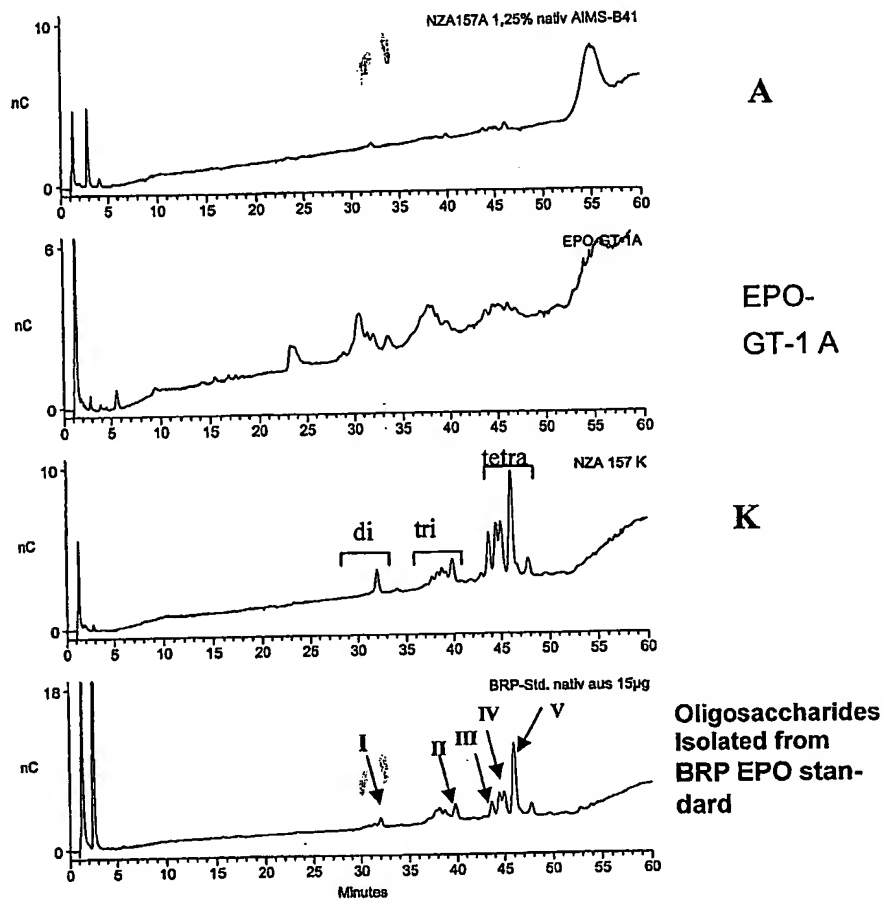 NZA157A 1,25% nativ AIMS-B41
10
nC
0
0 5 10 15 20 25 30 35 40 45 50 55 60
A
EPO-GT-1A
6
nC
0
0 5 10 15 20 25 30 35 40 45 50 55 60
EPO-
GT-1 A
NZA 157 K
10
nC
0
di
tri
tetra
0 5 10 15 20 25 30 35 40 45 50 55 60
K
BRP-Std. nativ aus 15µg
18
nC
0
I
II
III
IV
V
0 5 10 15 20 25 30 35 40 45 50 55 60
Minutes
Oligosaccharides
Isolated from
BRP EPO stan-
dard